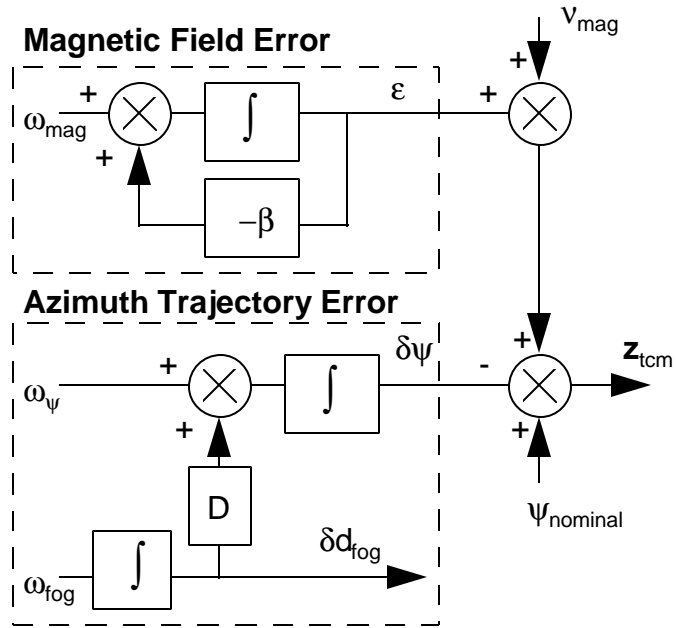 ν_mag
Magnetic Field Error
+
+
ω_mag
∫
ε
+
+
−β
Azimuth Trajectory Error
+
ω_ψ
∫
δψ
-
+
z_tcm
+
+
D
ψ_nominal
ω_fog
∫
δd_fog